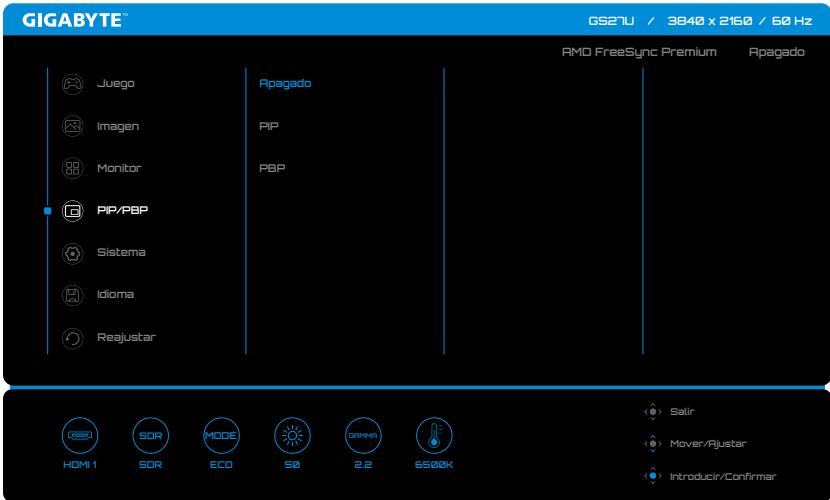 GIGABYTE™
GS27U / 3840 x 2160 / 60 Hz
AMD FreeSync Premium Apagado
Juego
Imagen
Monitor
PIP/PBP
Sistema
Idioma
Reajustar
Apagado
PIP
PBP
HDMI 1
SDR
SDR
MODE
ECO
50
GAMMA
2.2
6500K
Salir
Mover/Ajustar
Introducir/Confirmar